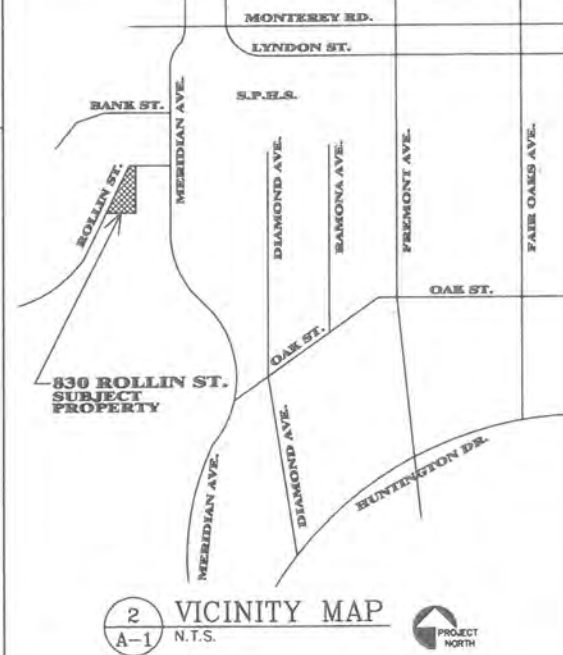 MONTEREY RD.
LYNDON ST.
BANK ST.
MERIDIAN AVE.
S.P.H.S.
ROLLIN ST.
DIAMOND AVE.
RAMONA AVE.
FREMONT AVE.
FAIR OAKS AVE.
OAK ST.
OAK ST.
830 ROLLIN ST.
SUBJECT
PROPERTY
MERIDIAN AVE.
DIAMOND AVE.
HUNTINGTON DR.
2
A-1
VICINITY MAP
N.T.S.
PROJECT
NORTH